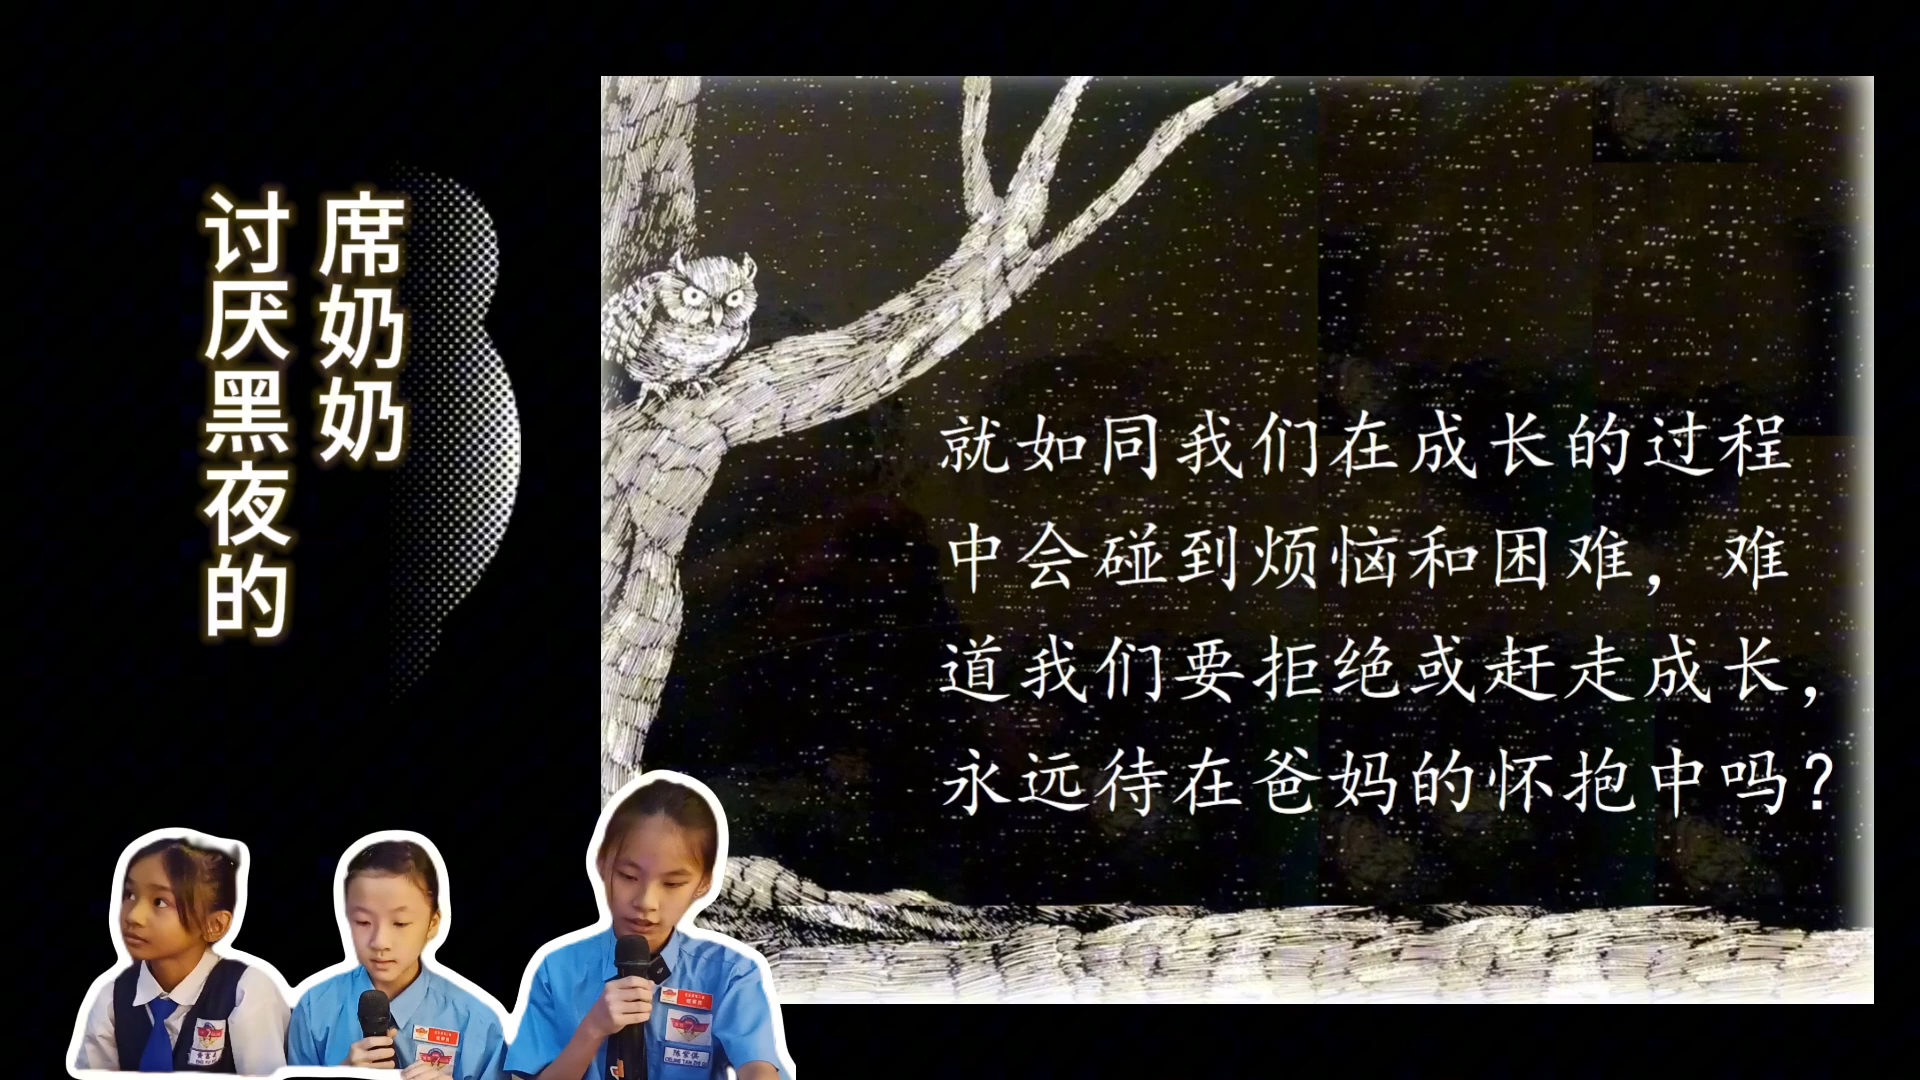 讨厌黑夜的
席奶奶
就如同我们在成长的过程
中会碰到烦恼和困难，难
道我们要拒绝或赶走成长，
永远待在爸妈的怀抱中吗？